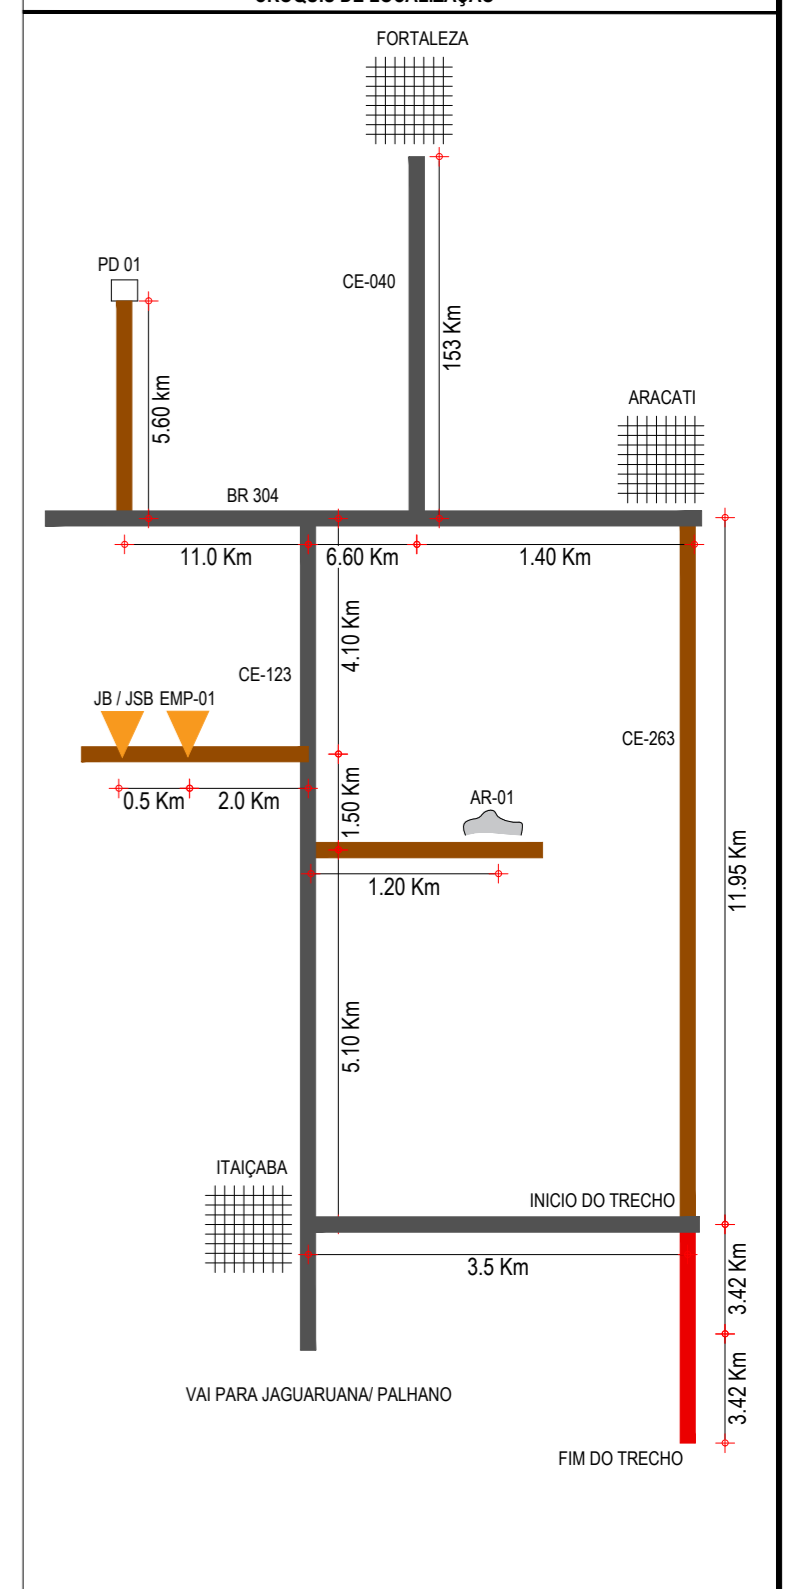 CROQUIS DE LOCALIZAÇÃO
FORTALEZA
PD 01
CE-040
153 Km
5.60 km
ARACATI
BR 304
11.0 Km
6.60 Km
1.40 Km
4.10 Km
CE-123
JB / JSB
EMP-01
CE-263
0.5 Km
2.0 Km
1.50 Km
AR-01
1.20 Km
11.95 Km
5.10 Km
ITAIÇABA
INICIO DO TRECHO
3.5 Km
3.42 Km
3.42 Km
VAI PARA JAGUARUANA/ PALHANO
FIM DO TRECHO